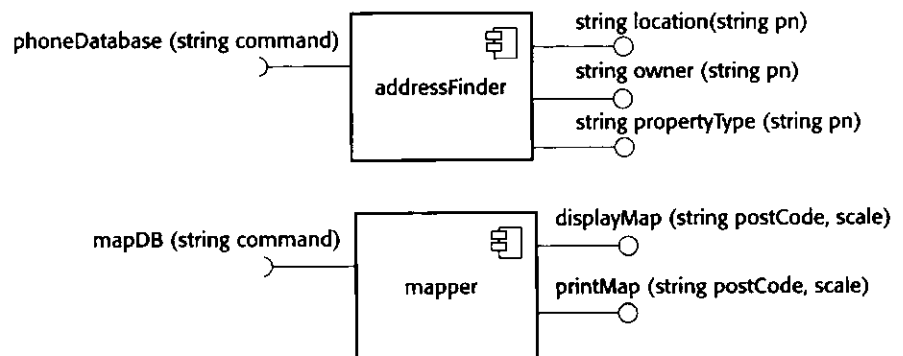 string location(string pn)
phoneDatabase (string command)
string owner (string pn)
addressFinder
string propertyType (string pn)
displayMap (string postCode, scale)
mapDB (string command)
mapper
printMap (string postCode, scale)